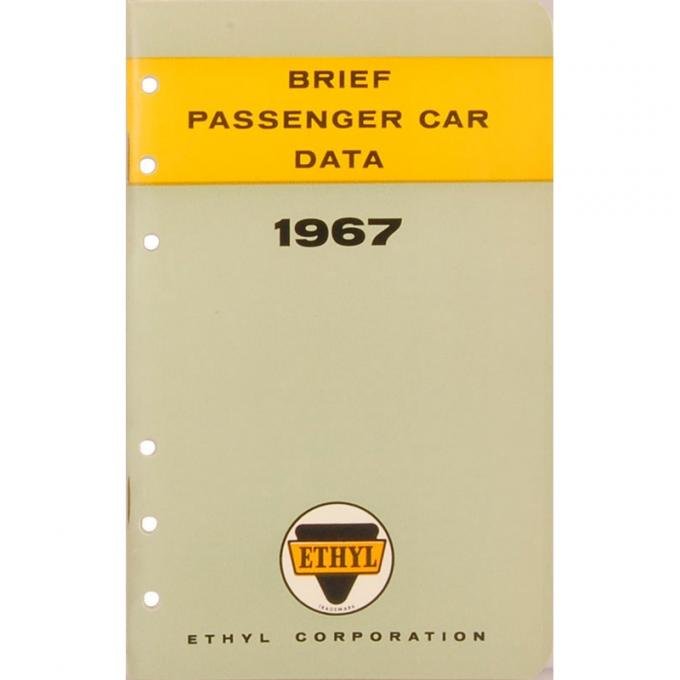 BRIEF
PASSENGER CAR
DATA
1967
ETHYL
TRADEMARK
ETHYL CORPORATION